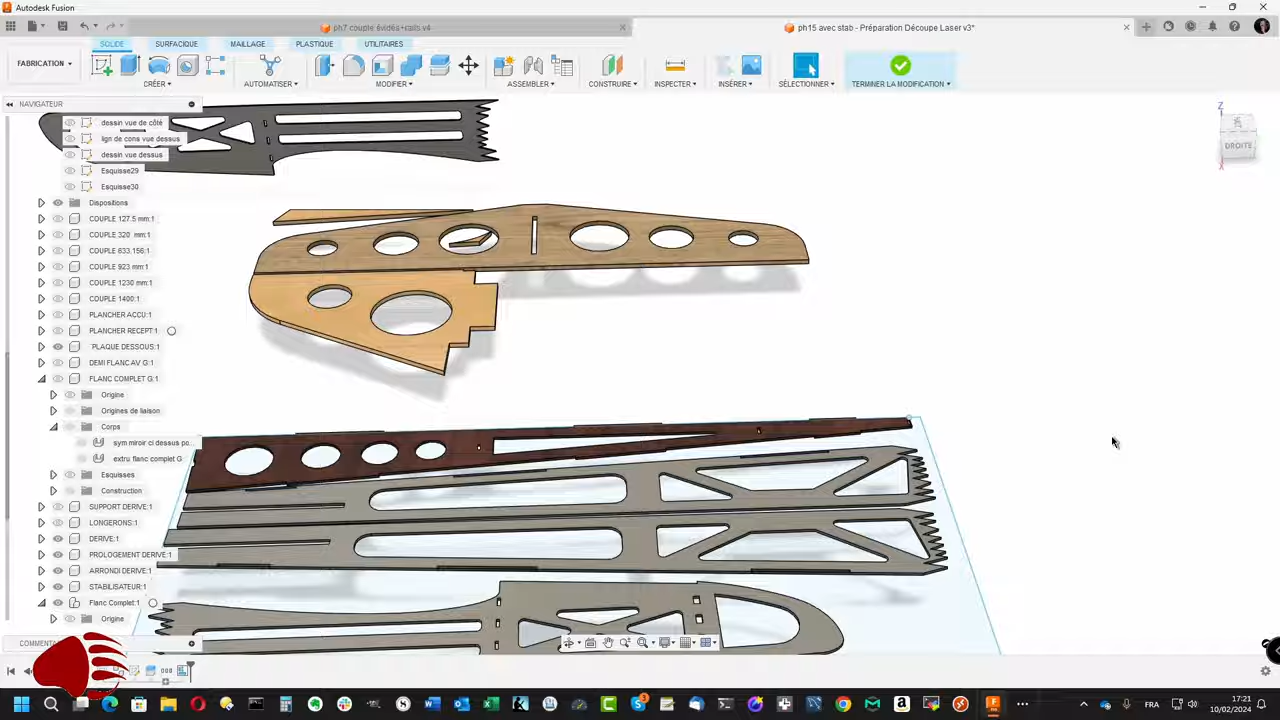 Autodesk Fusion
ph7 couple évidés+rails v4
ph15 avec stab - Préparation Découpe Laser v3*
SOLIDE
SURFACIQUE
MAILLAGE
PLASTIQUE
UTILITAIRES
FABRICATION
CRÉER
AUTOMATISER
MODIFIER
ASSEMBLER
CONSTRUIRE
INSPECTER
INSÉRER
SÉLECTIONNER
TERMINER LA MODIFICATION
NAVIGATEUR
dessin vue de côté
lign de cons vue dessus
dessin vue dessus
Esquisse29
Esquisse30
Dispositions
COUPLE 127.5 mm:1
COUPLE 320 mm:1
COUPLE 633.156:1
COUPLE 923 mm:1
COUPLE 1230 mm:1
COUPLE 1400:1
PLANCHER ACCU:1
PLANCHER RECEPT:1
PLAQUE DESSOUS:1
DEMI FLANC AV G:1
FLANC COMPLET G:1
Origine
Origines de liaison
Corps
sym miroir ci dessus po...
extru flanc complet G
Esquisses
Construction
SUPPORT DERIVE:1
LONGERONS:1
DERIVE:1
PROLOGEMENT DERIVE:1
ARRONDI DERIVE:1
STABILISATEUR:1
Flanc Complet:1
Origine
Z
DROITE
X
FRA
17:21
10/02/2024